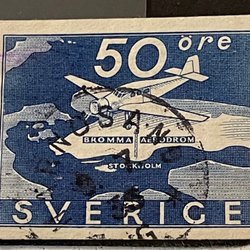 50 öre
BROMMA AERODROM
STOCKHOLM
SVERIGE